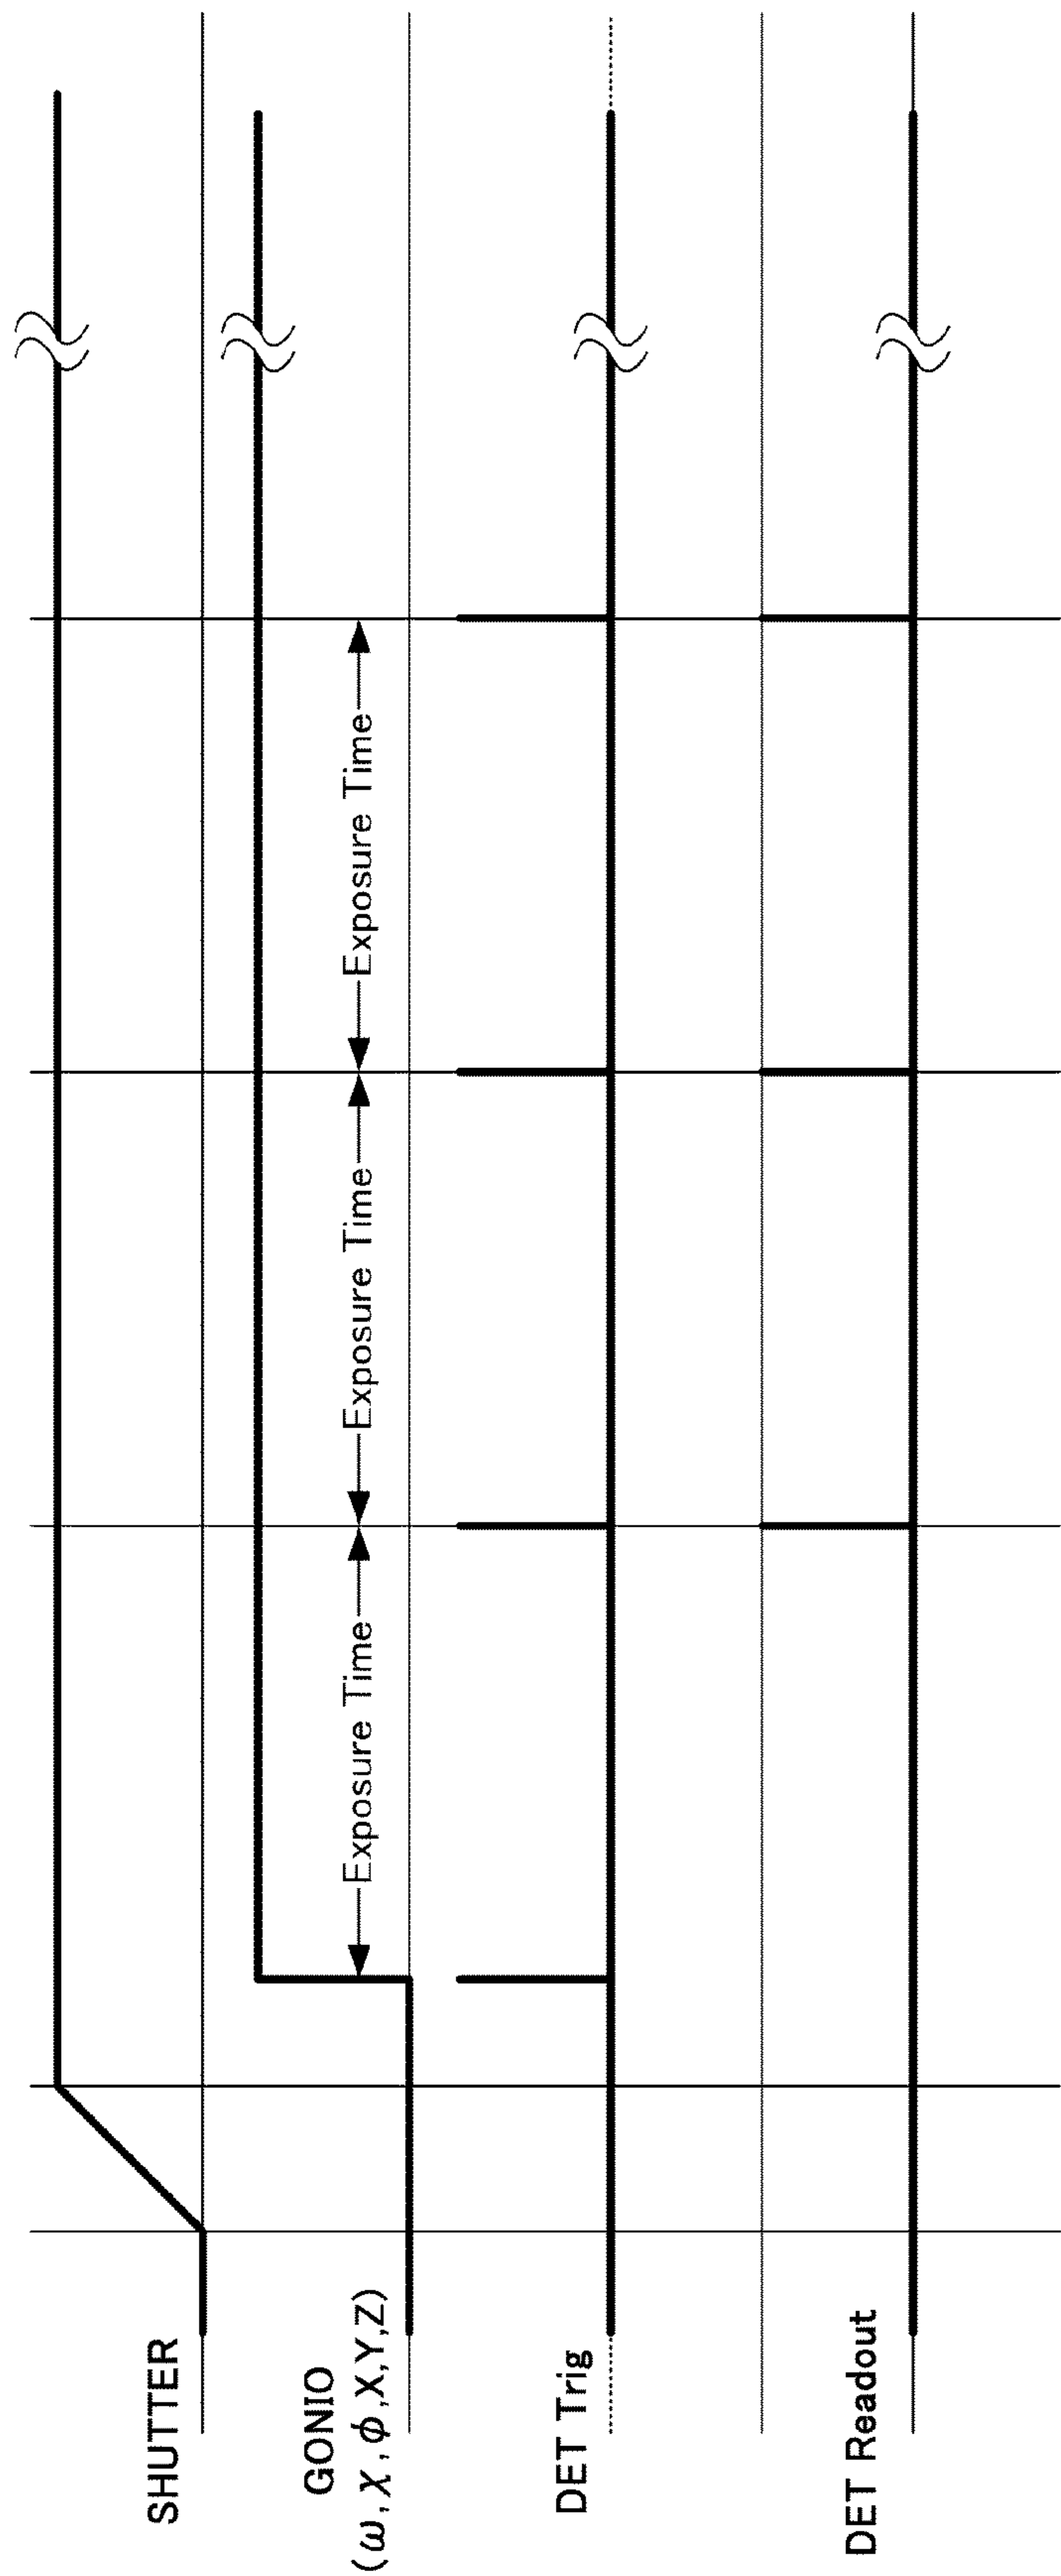 SHUTTER
GONIO
(ω,χ,φ,X,Y,Z)
Exposure Time
Exposure Time
Exposure Time
DET Trig
DET Readout